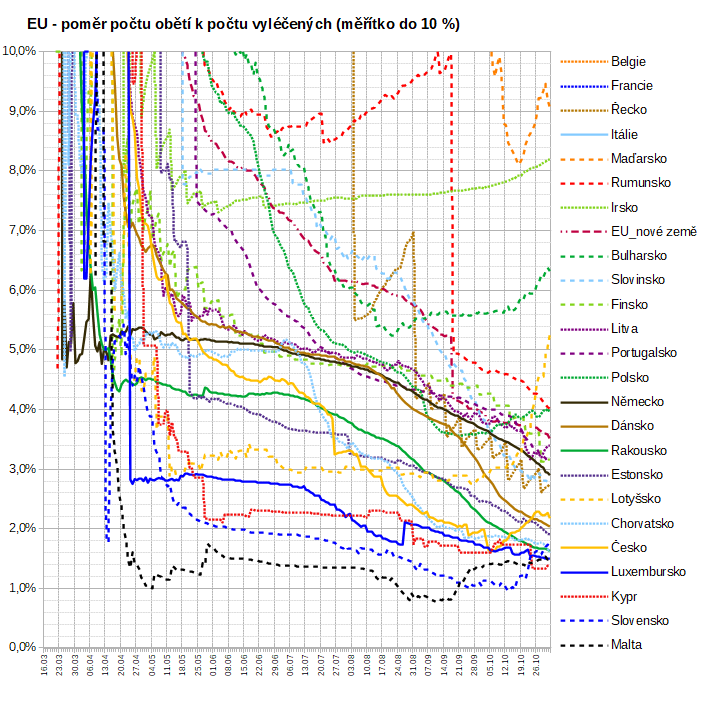 EU - poměr počtu obětí k počtu vyléčených (měřítko do 10 %)
10,0%
9,0%
8,0%
7,0%
6,0%
5,0%
4,0%
3,0%
2,0%
1,0%
0,0%
16.03
23.03
30.03
06.04
13.04
20.04
27.04
04.05
11.05
18.05
25.05
01.06
08.06
15.06
22.06
29.06
06.07
13.07
20.07
27.07
03.08
10.08
17.08
24.08
31.08
07.09
14.09
21.09
28.09
05.10
12.10
19.10
26.10
Belgie
Francie
Řecko
Itálie
Maďarsko
Rumunsko
Irsko
EU_nové země
Bulharsko
Slovinsko
Finsko
Litva
Portugalsko
Polsko
Německo
Dánsko
Rakousko
Estonsko
Lotyšsko
Chorvatsko
Česko
Luxembursko
Kypr
Slovensko
Malta